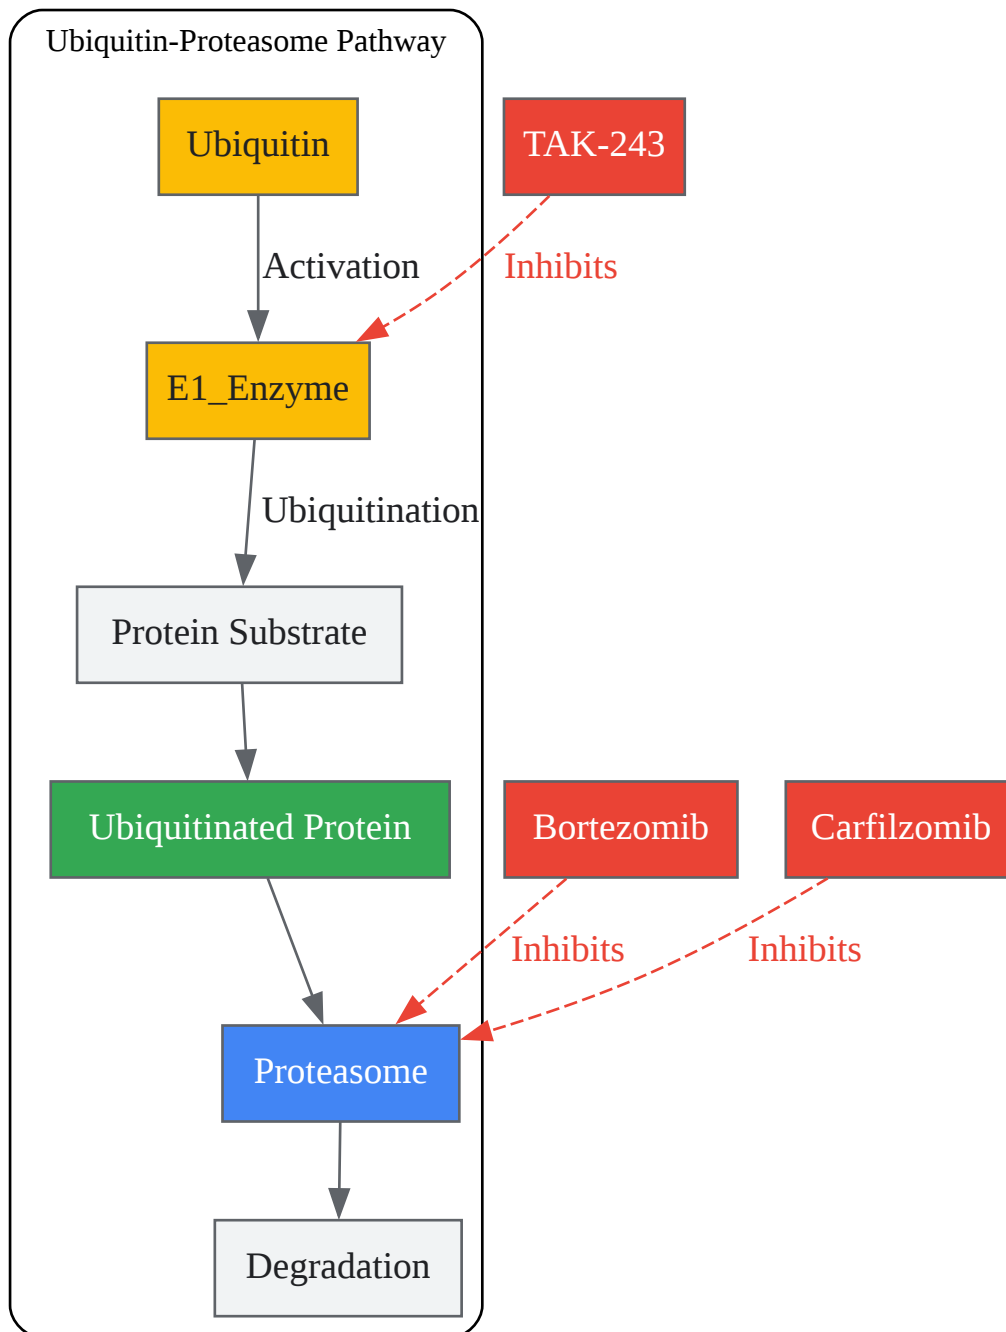 Ubiquitin-Proteasome Pathway
Ubiquitin
TAK-243
Activation
Inhibits
E1_Enzyme
Ubiquitination
Protein Substrate
Ubiquitinated Protein
Bortezomib
Carfilzomib
Inhibits
Inhibits
Proteasome
Degradation